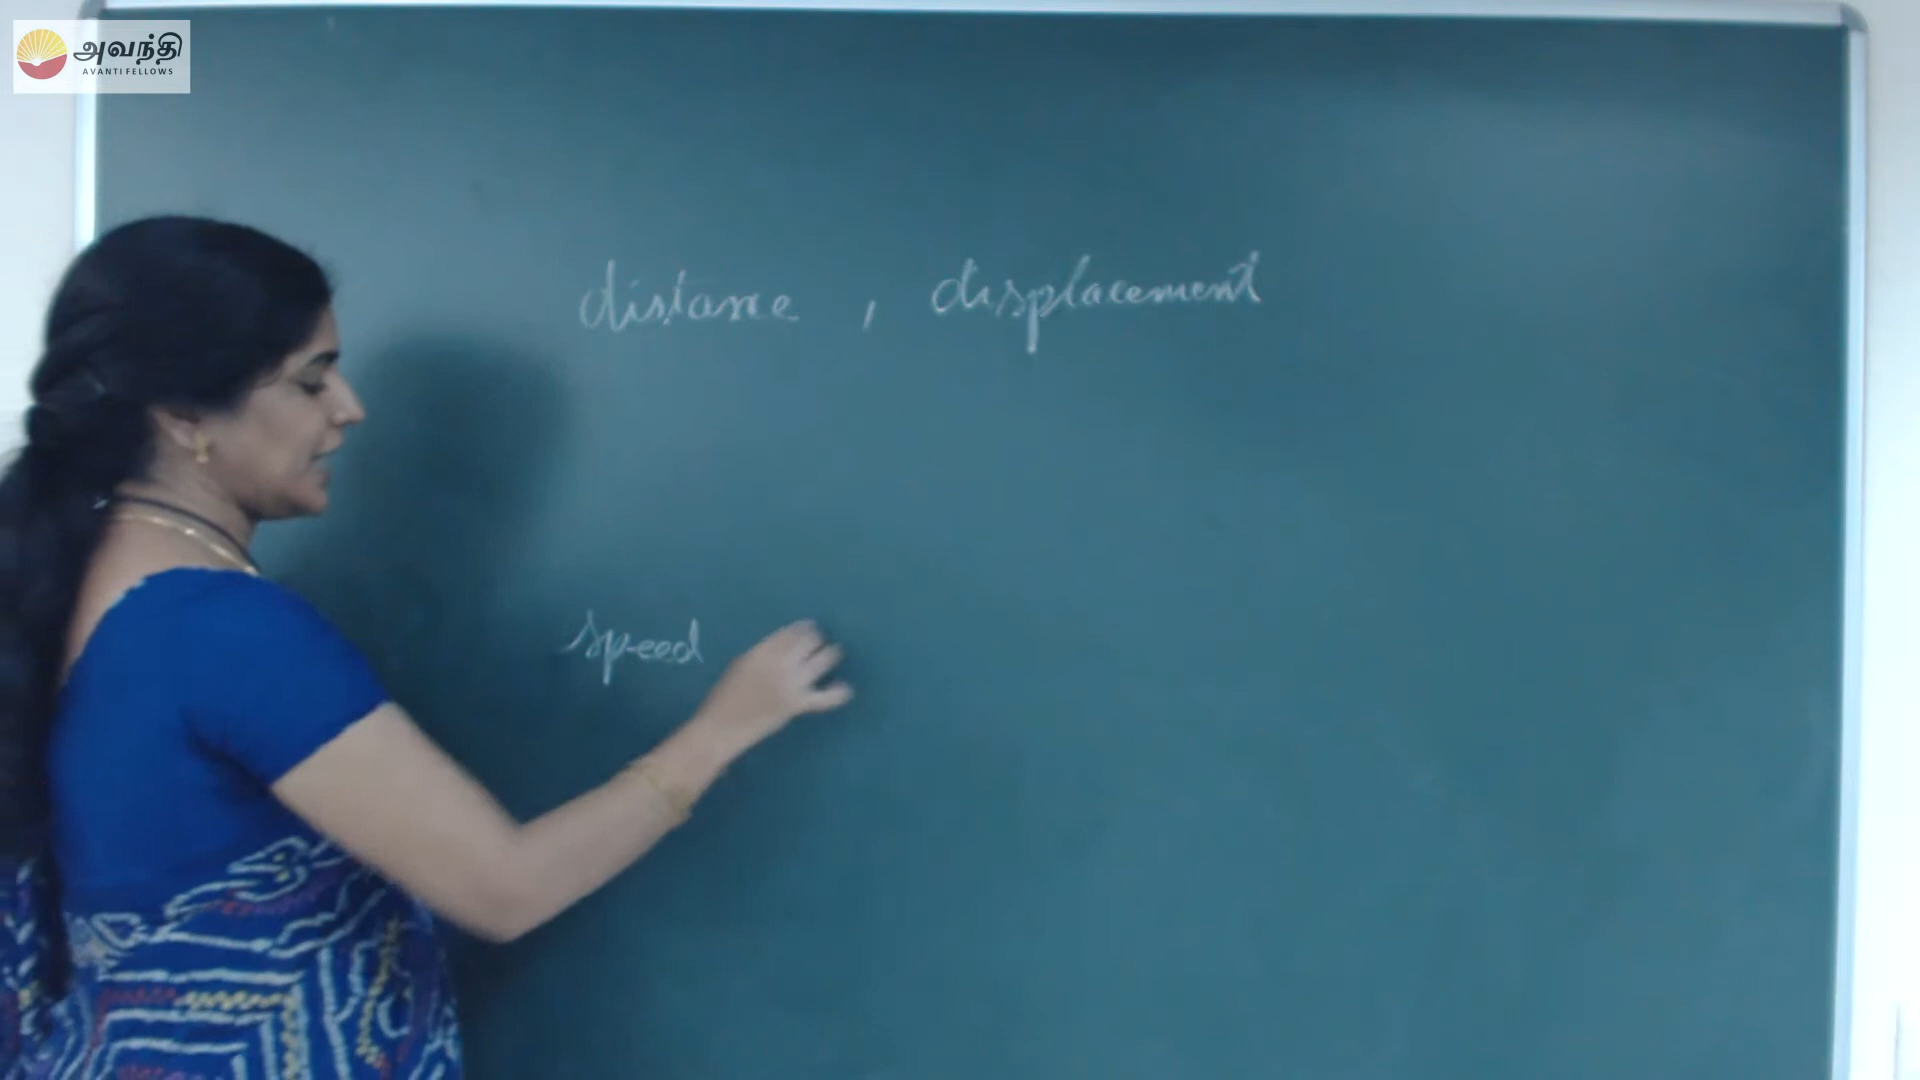 அவந்தி
AVANTI FELLOWS
distance , displacement
speed